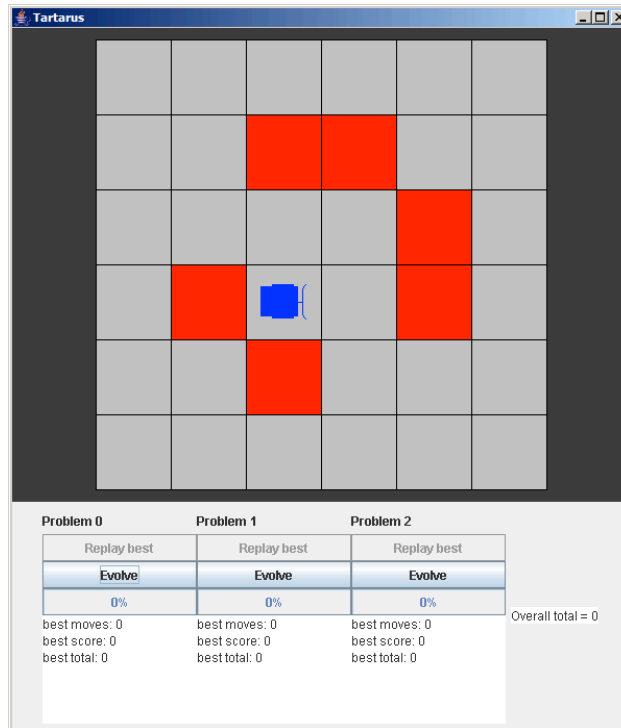 Tartarus
Problem 0 Problem 1 Problem 2
Replay best Replay best Replay best
Evolve Evolve Evolve
0% 0% 0%
Overall total = 0
best moves: 0 best moves: 0 best moves: 0
best score: 0 best score: 0 best score: 0
best total: 0 best total: 0 best total: 0